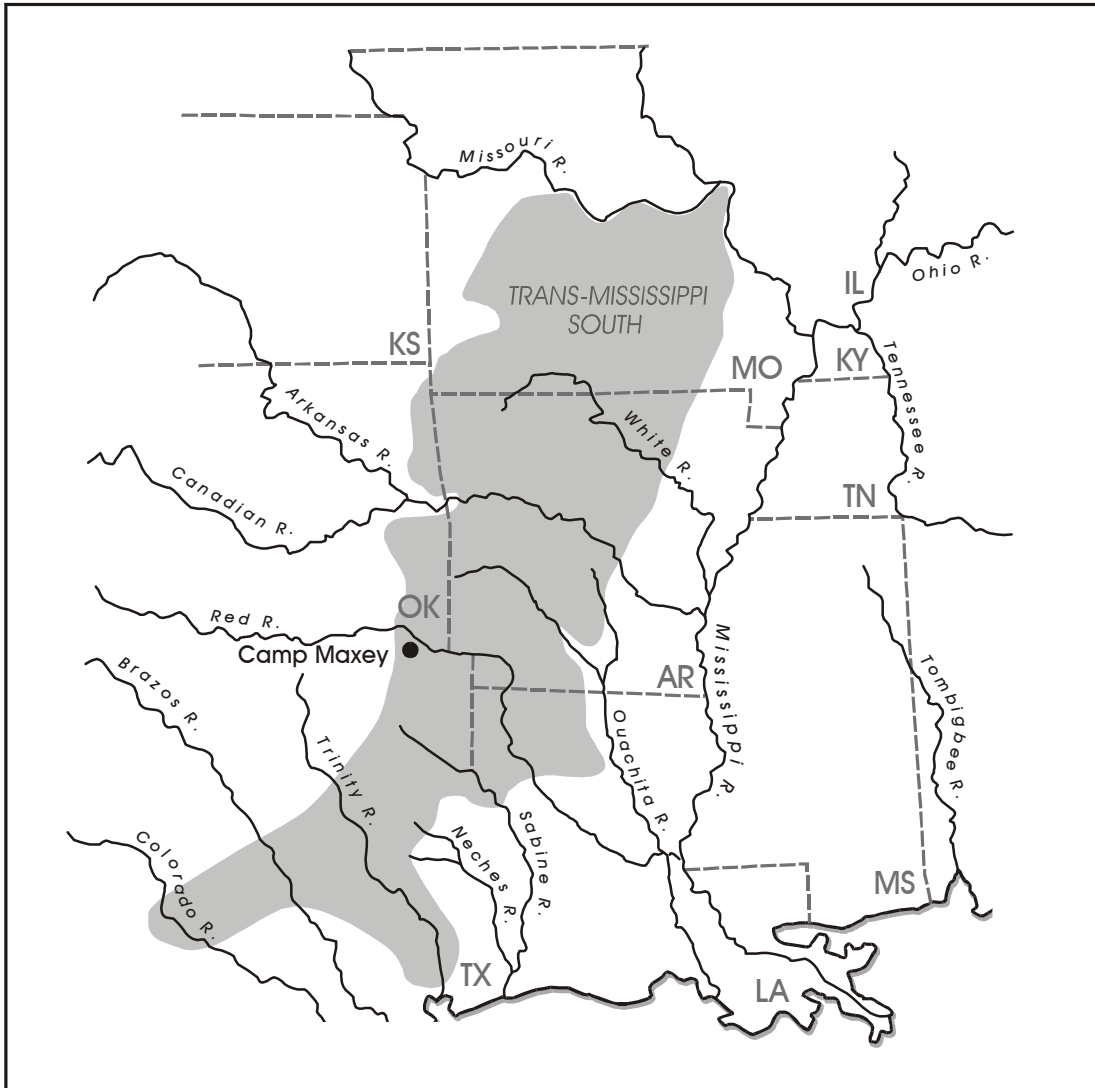 Missouri R.
Ohio R.
IL
TRANS-MISSISSIPPI
SOUTH
KS
MO
KY
Tennessee R.
Arkansas R.
White R.
Canadian R.
TN
OK
Red R.
Camp Maxey
Mississippi R.
Brazos R.
AR
Tombigbee R.
Ouachita R.
Trinity R.
Sabine R.
Neches R.
Colorado R.
MS
TX
LA